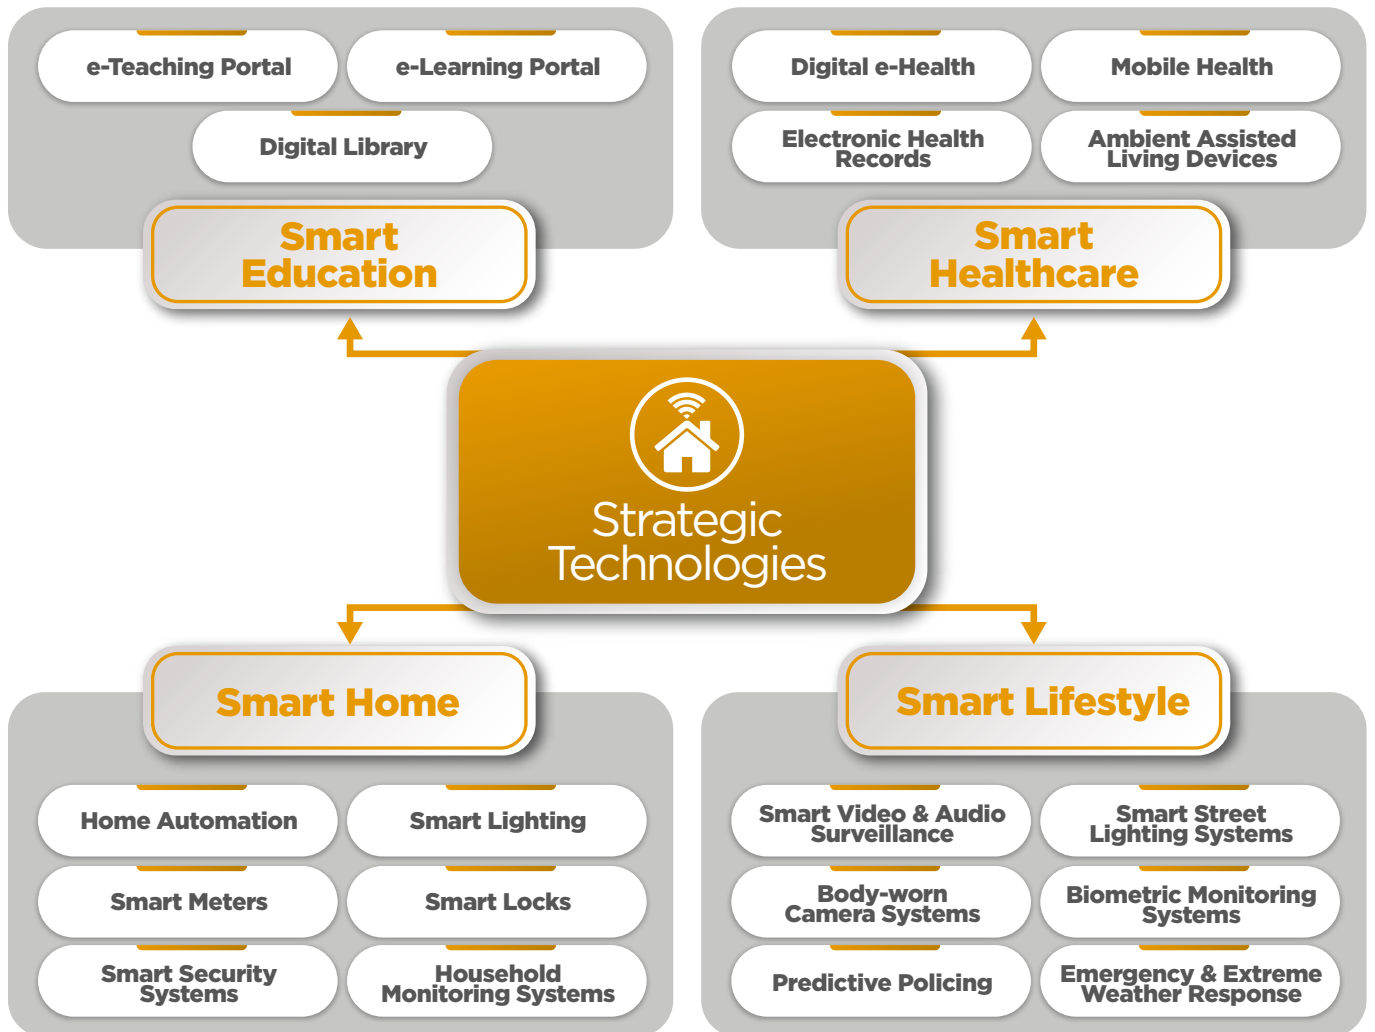 e-Teaching Portal
e-Learning Portal
Digital Library
Smart
Education
Digital e-Health
Mobile Health
Electronic Health
Records
Ambient Assisted
Living Devices
Smart
Healthcare
Strategic
Technologies
Smart Home
Home Automation
Smart Lighting
Smart Meters
Smart Locks
Smart Security
Systems
Household
Monitoring Systems
Smart Lifestyle
Smart Video & Audio
Surveillance
Smart Street
Lighting Systems
Body-worn
Camera Systems
Biometric Monitoring
Systems
Predictive Policing
Emergency & Extreme
Weather Response